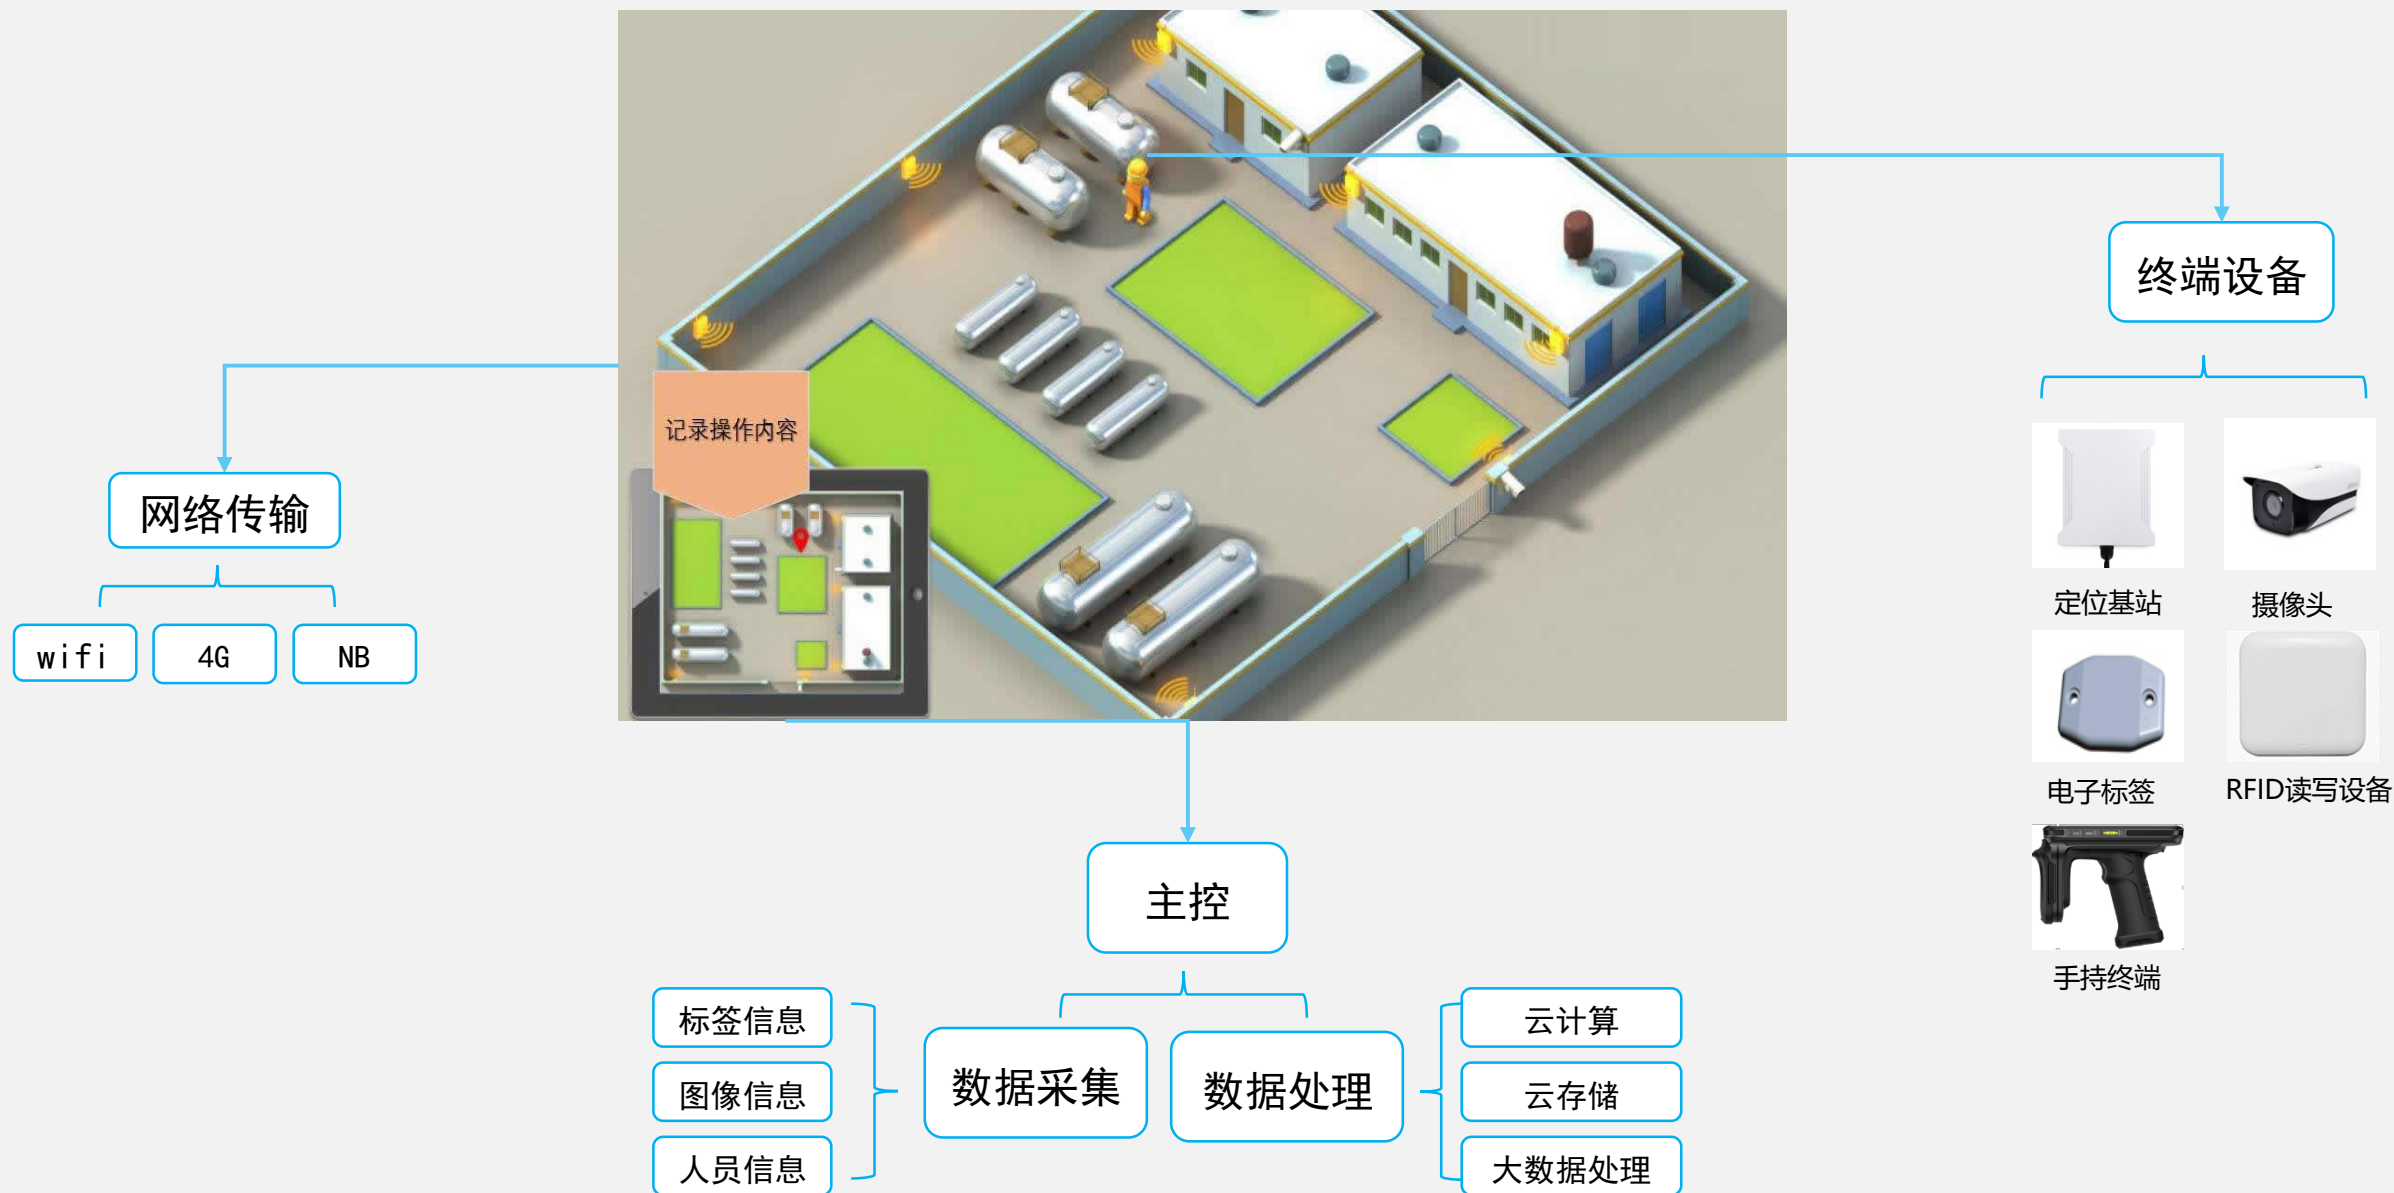 记录操作内容
终端设备
网络传输
wifi
4G
NB
定位基站
摄像头
电子标签
RFID读写设备
手持终端
主控
数据采集
数据处理
标签信息
图像信息
人员信息
云计算
云存储
大数据处理